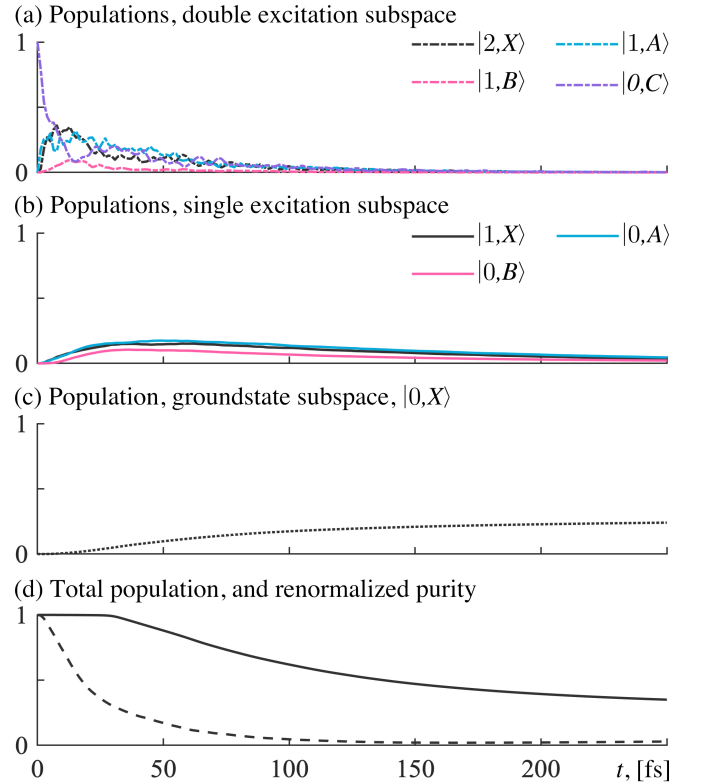 (a) Populations, double excitation subspace
1
|2,X⟩ |1,A⟩
|1,B⟩ |0,C⟩
0
(b) Populations, single excitation subspace
1
|1,X⟩ |0,A⟩
|0,B⟩
0
(c) Population, groundstate subspace, |0,X⟩
1
0
(d) Total population, and renormalized purity
1
0
0 50 100 150 200 t, [fs]